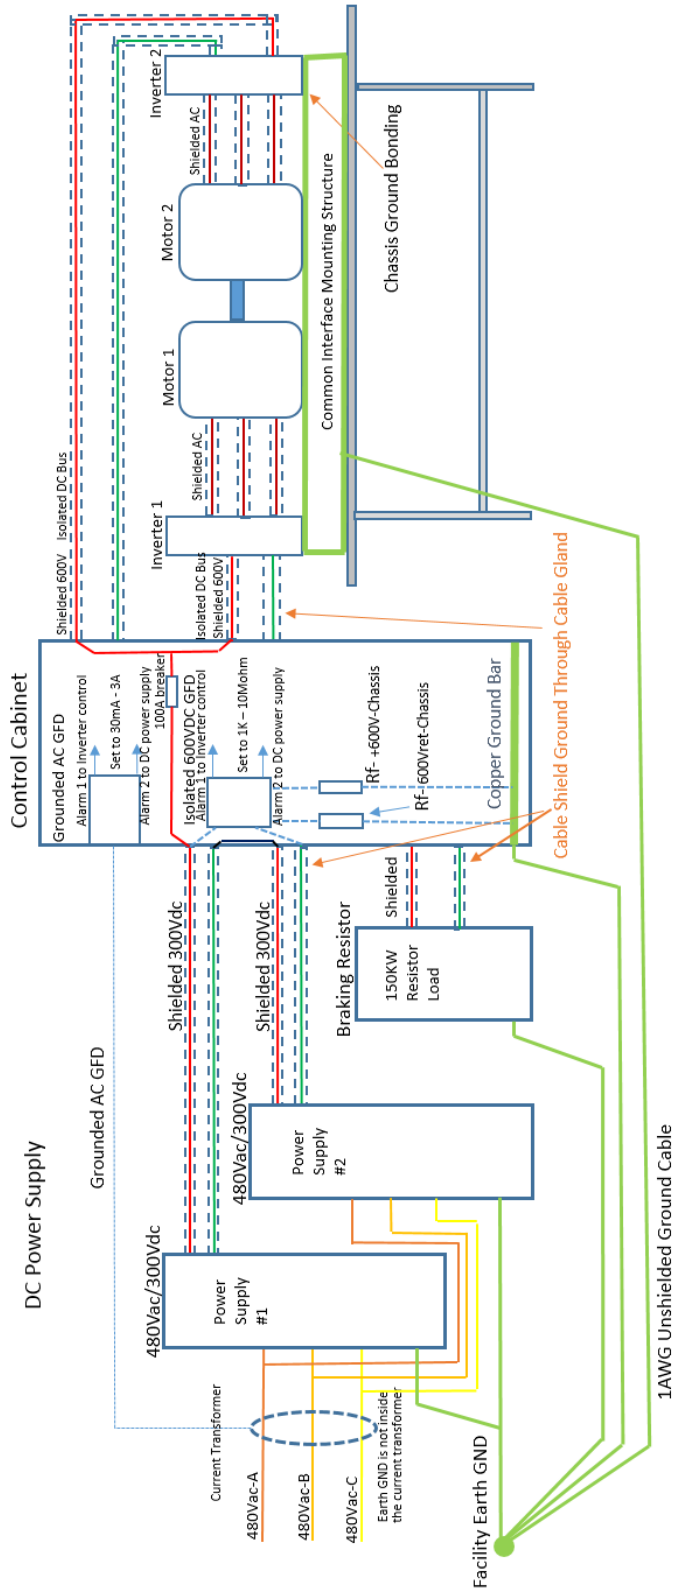 DC Power Supply
Control Cabinet
Grounded AC GFD
480Vac/300Vdc
Power
Supply
#1
480Vac/300Vdc
Power
Supply
#2
Current Transformer
480Vac-A
480Vac-B
480Vac-C
Earth GND is not inside
the current transformer
Facility Earth GND
1AWG Unshielded Ground Cable
Shielded 300Vdc
Shielded 300Vdc
Braking Resistor
150KW
Resistor
Load
Shielded
Grounded AC GFD
Alarm 1 to Inverter control
Set to 30mA - 3A
Alarm 2 to DC power supply
100A breaker
Isolated 600VDC GFD
Alarm 1 to Inverter control
Set to 1K – 10Mohm
Alarm 2 to DC power supply
Rf- +600V-Chassis
Rf- 600Vret-Chassis
Copper Ground Bar
Cable Shield Ground Through Cable Gland
Shielded 600V
Isolated DC Bus
Isolated DC Bus
Shielded 600V
Inverter 1
Shielded AC
Motor 1
Motor 2
Shielded AC
Inverter 2
Common Interface Mounting Structure
Chassis Ground Bonding